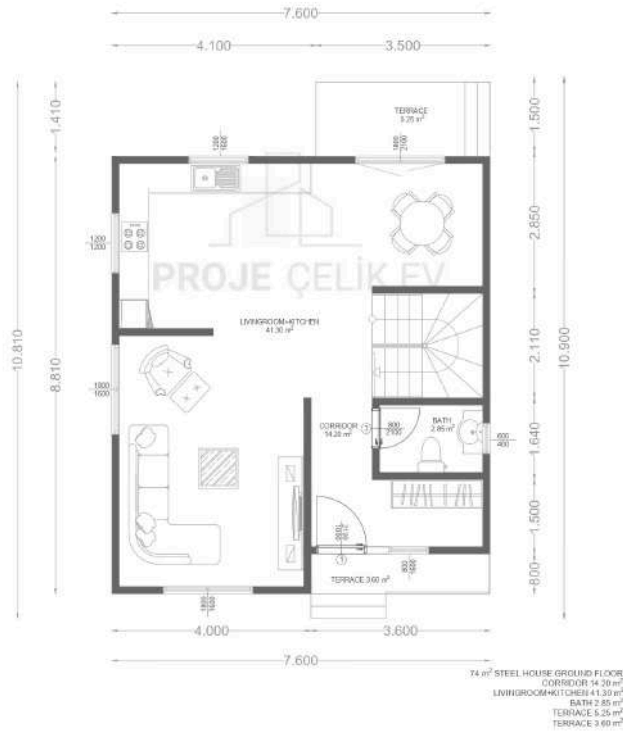 7.600
4.100
3.500
TERRACE
5.25 m²
1.410
1.500
1200
1600
1800
2100
1200
1200
2.850
PROJE ÇELİK EV
LIVINGROOM+KITCHEN
41.30 m²
10.810
8.810
2.110
10.900
1800
1600
CORRIDOR
14.20 m²
800
2100
BATH
2.85 m²
600
400
1.640
1.500
1000
2100
800
1600
TERRACE 3.60 m²
800
1800
1600
4.000
3.600
7.600
74 m² STEEL HOUSE GROUND FLOOR
CORRIDOR 14.20 m²
LIVINGROOM+KITCHEN 41.30 m²
BATH 2.85 m²
TERRACE 5.25 m²
TERRACE 3.60 m²